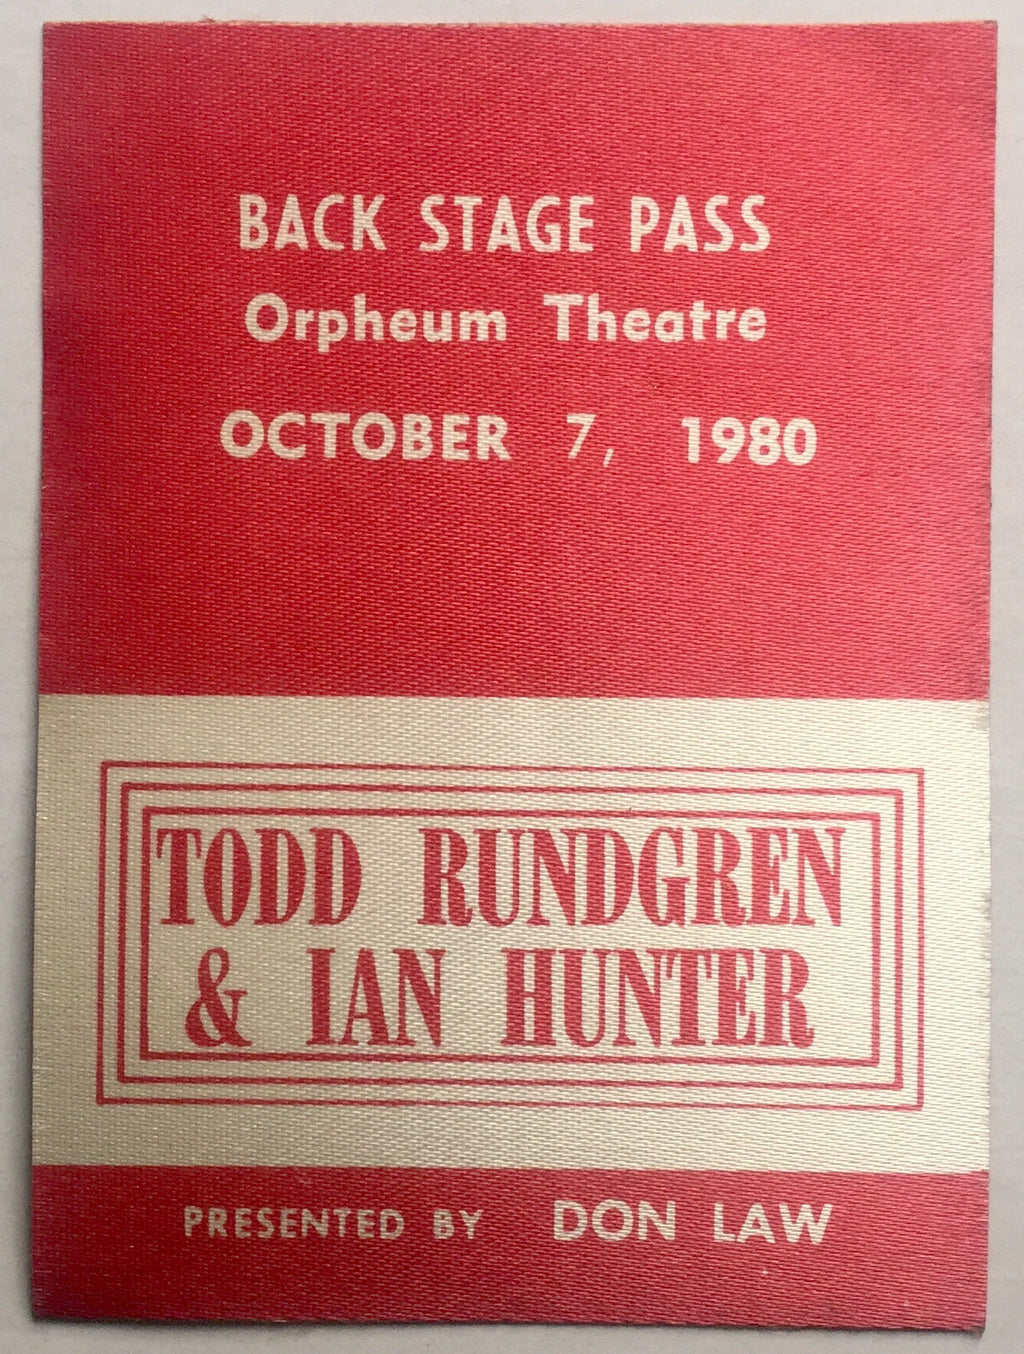 BACK STAGE PASS
Orpheum Theatre
OCTOBER 7, 1980
TODD RUNDGREN
& IAN HUNTER
PRESENTED BY DON LAW